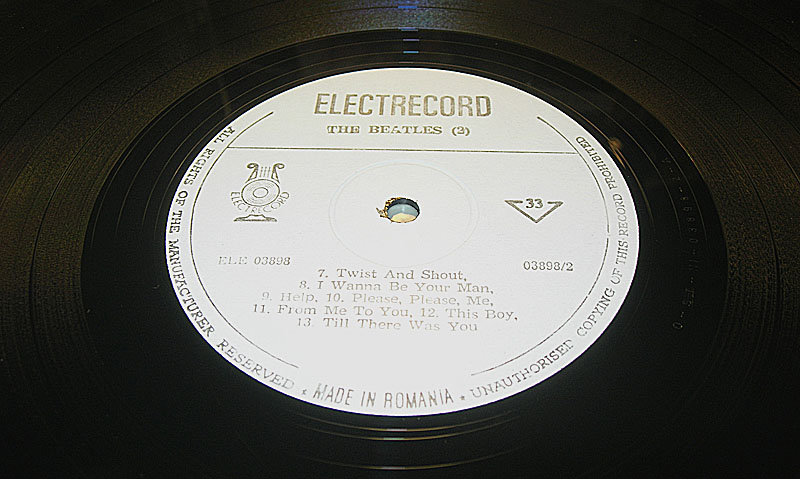 ELECTRECORD
THE BEATLES (2)
ELECTRECORD
33
ELE 03898
03898/2
7. Twist And Shout,
8. I Wanna Be Your Man,
9. Help, 10. Please, Please, Me,
11. From Me To You, 12. This Boy,
13. Till There Was You
ALL RIGHTS OF THE MANUFACTURER RESERVED * MADE IN ROMANIA * UNAUTHORISED COPYING OF THIS RECORD PROHIBITED